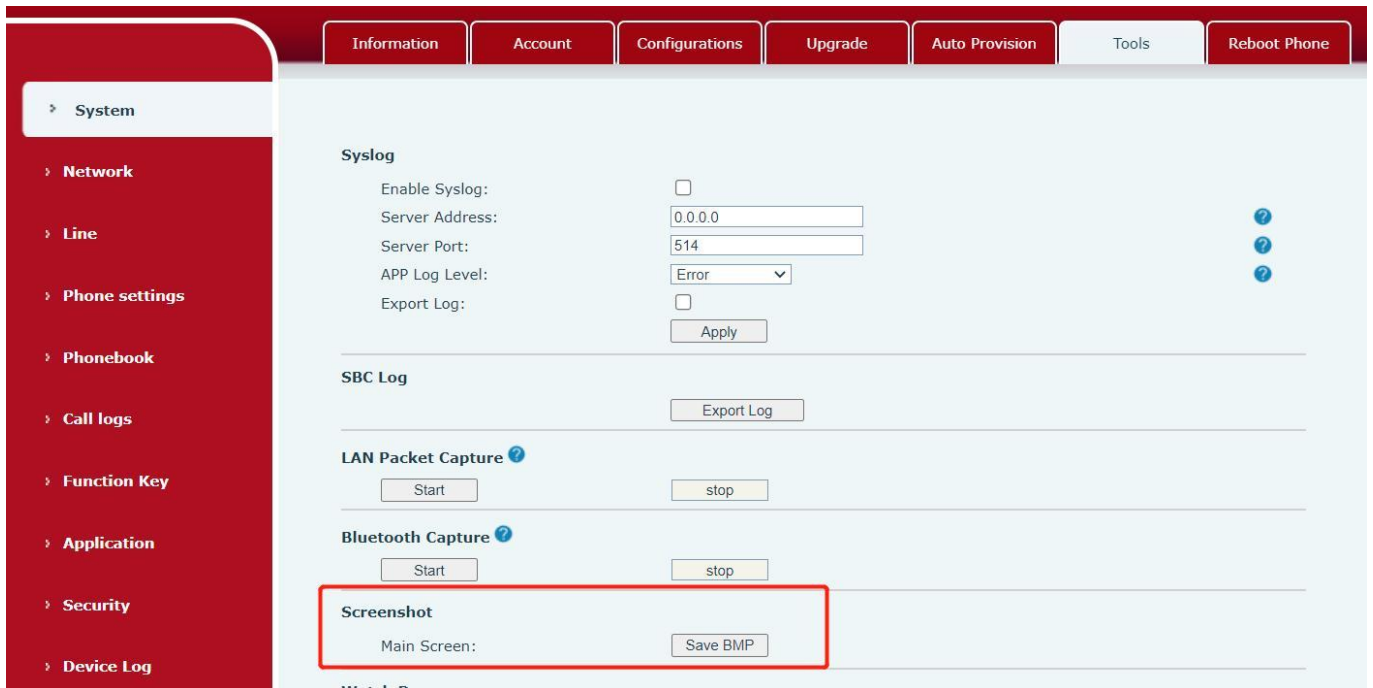 Information Account Configurations Upgrade Auto Provision Tools Reboot Phone
System
Network
Line
Phone settings
Phonebook
Call logs
Function Key
Application
Security
Device Log
Syslog
Enable Syslog:
Server Address: 0.0.0.0
Server Port: 514
APP Log Level: Error
Export Log:
Apply
SBC Log
Export Log
LAN Packet Capture
Start stop
Bluetooth Capture
Start stop
Screenshot
Main Screen: Save BMP